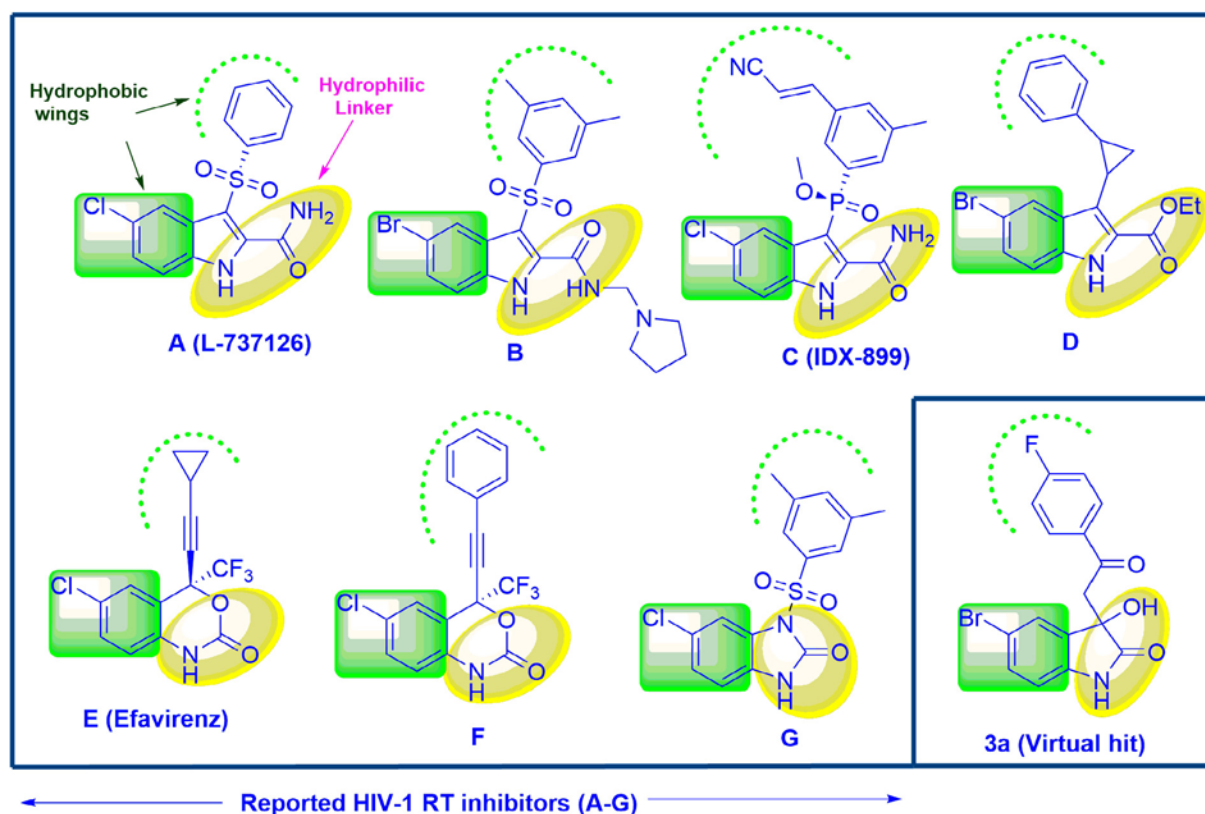 Hydrophobic
wings
Hydrophilic
Linker
Cl
O
S
O
NH2
N
H
O
A (L-737126)
Br
O
S
O
O
N
H
HN
N
B
NC
O
P
O
Cl
NH2
N
H
O
C (IDX-899)
Br
OEt
N
H
O
D
Cl
CF3
O
N
H
O
E (Efavirenz)
Cl
CF3
O
N
H
O
F
O
S
O
Cl
N
O
N
H
G
F
O
OH
Br
O
N
H
3a (Virtual hit)
Reported HIV-1 RT inhibitors (A-G)